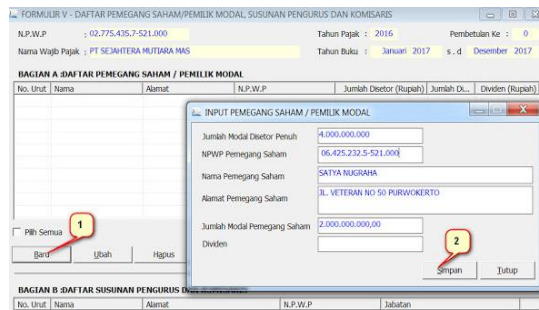 FORMULIR V - DAFTAR PEMEGANG SAHAM/PEMILIK MODAL, SUSUNAN PENGURUS DAN KOMISARIS
N.P.W.P : 02.775.435.7-521.000 Tahun Pajak : 2016 Pembetulan Ke : 0
Nama Wajib Pajak : PT SEJAHTERA MUTIARA MAS Tahun Buku : Januari 2017 s.d Desember 2017
BAGIAN A :DAFTAR PEMEGANG SAHAM / PEMILIK MODAL
No. Urut Nama Alamat N.P.W.P Jumlah Disetor (Rupiah) Jumlah Di... Dividen (Rupiah)
INPUT PEMEGANG SAHAM / PEMILIK MODAL
Jumlah Modal Disetor Penuh 4.000.000.000
NPWP Pemegang Saham 06.425.232.5-521.000
Nama Pemegang Saham SATYA NUGRAHA
Alamat Pemegang Saham JL. VETERAN NO 50 PURWOKERTO
Jumlah Modal Pemegang Saham 2.000.000.000,00
Dividen
Simpan Tutup
2
Pilih Semua
1
Baru Ubah Hapus
BAGIAN B :DAFTAR SUSUNAN PENGURUS
No. Urut Nama Alamat N.P.W.P Jabatan